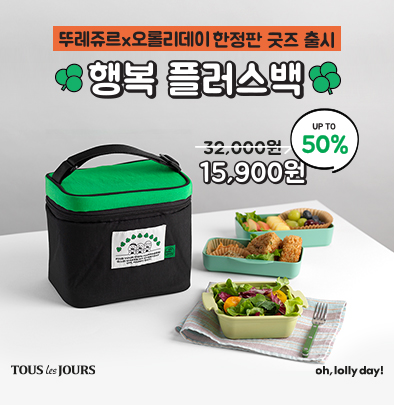 뚜레쥬르x오롤리데이 한정판 굿즈 출시
행복 플러스백
UP TO
50%
32,000원
15,900원
TOUS les JOURS
oh, lolly day!